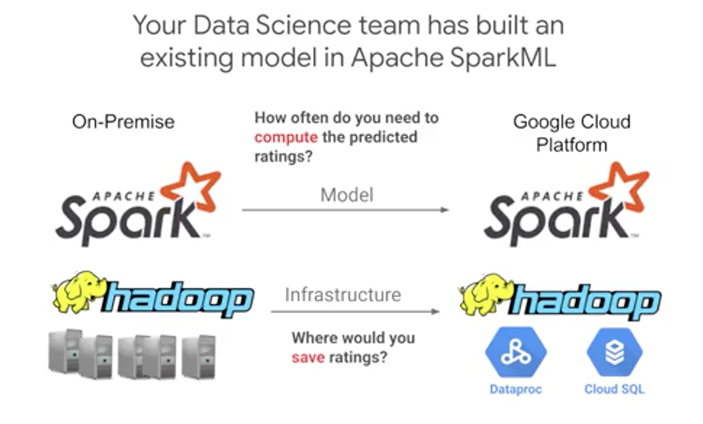 Your Data Science team has built an
existing model in Apache SparkML
On-Premise
How often do you need to
compute the predicted
ratings?
Google Cloud
Platform
APACHE
Spark™
Model
APACHE
Spark™
hadoop
Infrastructure
hadoop
Where would you
save ratings?
Dataproc
Cloud SQL